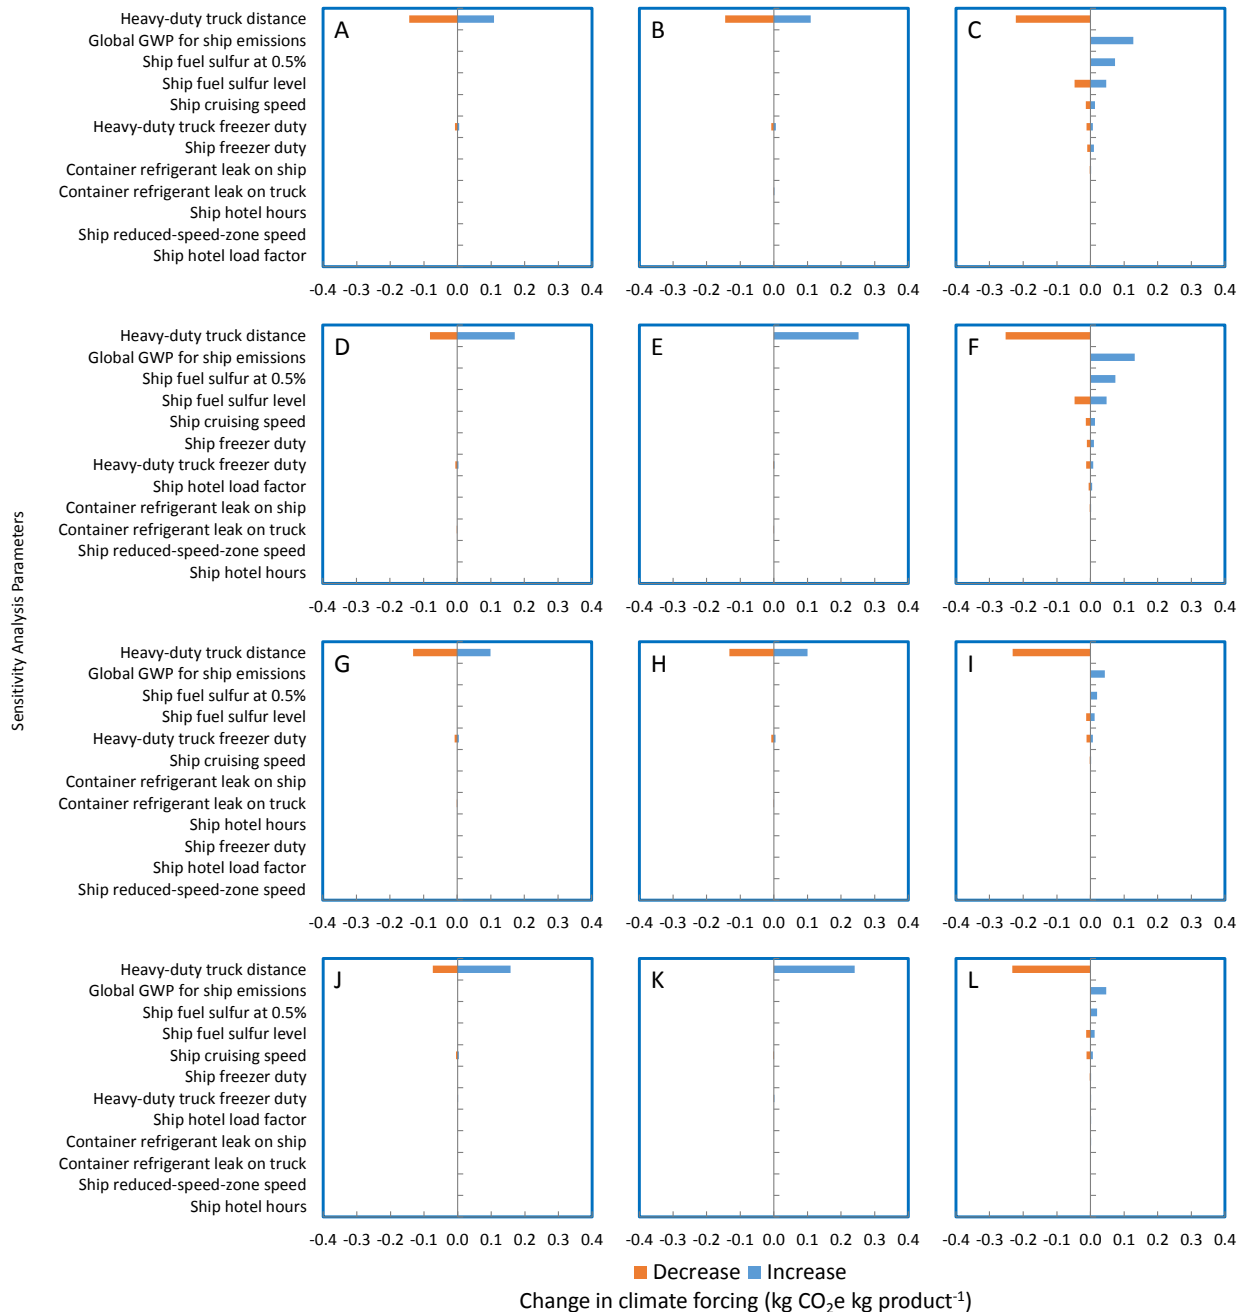 Sensitivity Analysis Parameters
Heavy-duty truck distance
Global GWP for ship emissions
Ship fuel sulfur at 0.5%
Ship fuel sulfur level
Ship cruising speed
Heavy-duty truck freezer duty
Ship freezer duty
Container refrigerant leak on ship
Container refrigerant leak on truck
Ship hotel hours
Ship reduced-speed-zone speed
Ship hotel load factor
A
B
C
-0.4 -0.3 -0.2 -0.1 0.0 0.1 0.2 0.3 0.4
-0.4 -0.3 -0.2 -0.1 0.0 0.1 0.2 0.3 0.4
-0.4 -0.3 -0.2 -0.1 0.0 0.1 0.2 0.3 0.4
Heavy-duty truck distance
Global GWP for ship emissions
Ship fuel sulfur at 0.5%
Ship fuel sulfur level
Ship cruising speed
Ship freezer duty
Heavy-duty truck freezer duty
Ship hotel load factor
Container refrigerant leak on ship
Container refrigerant leak on truck
Ship reduced-speed-zone speed
Ship hotel hours
D
E
F
-0.4 -0.3 -0.2 -0.1 0.0 0.1 0.2 0.3 0.4
-0.4 -0.3 -0.2 -0.1 0.0 0.1 0.2 0.3 0.4
-0.4 -0.3 -0.2 -0.1 0.0 0.1 0.2 0.3 0.4
Heavy-duty truck distance
Global GWP for ship emissions
Ship fuel sulfur at 0.5%
Ship fuel sulfur level
Heavy-duty truck freezer duty
Ship cruising speed
Container refrigerant leak on ship
Container refrigerant leak on truck
Ship hotel hours
Ship freezer duty
Ship hotel load factor
Ship reduced-speed-zone speed
G
H
I
-0.4 -0.3 -0.2 -0.1 0.0 0.1 0.2 0.3 0.4
-0.4 -0.3 -0.2 -0.1 0.0 0.1 0.2 0.3 0.4
-0.4 -0.3 -0.2 -0.1 0.0 0.1 0.2 0.3 0.4
Heavy-duty truck distance
Global GWP for ship emissions
Ship fuel sulfur at 0.5%
Ship fuel sulfur level
Ship cruising speed
Ship freezer duty
Heavy-duty truck freezer duty
Ship hotel load factor
Container refrigerant leak on ship
Container refrigerant leak on truck
Ship reduced-speed-zone speed
Ship hotel hours
J
K
L
-0.4 -0.3 -0.2 -0.1 0.0 0.1 0.2 0.3 0.4
-0.4 -0.3 -0.2 -0.1 0.0 0.1 0.2 0.3 0.4
-0.4 -0.3 -0.2 -0.1 0.0 0.1 0.2 0.3 0.4
Decrease Increase
Change in climate forcing (kg CO₂e kg product⁻¹)